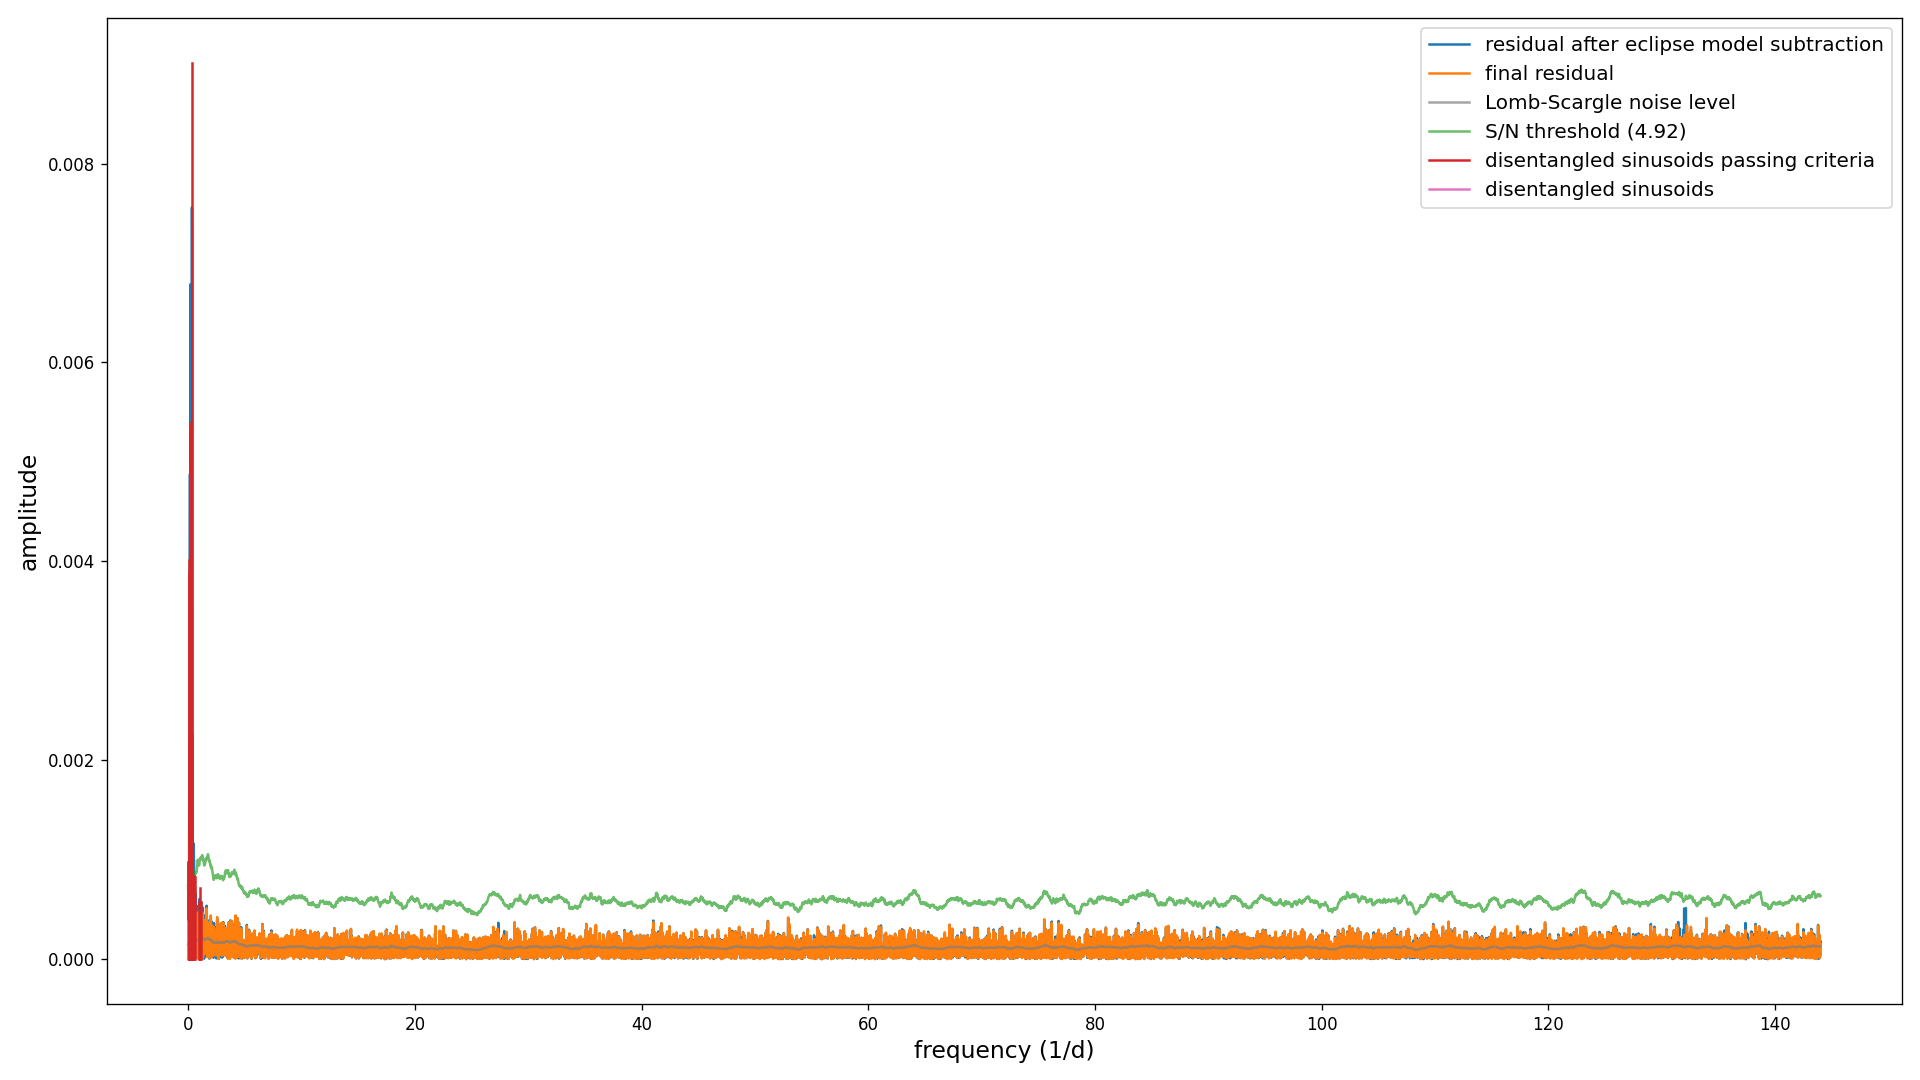 residual after eclipse model subtraction
final residual
Lomb-Scargle noise level
S/N threshold (4.92)
disentangled sinusoids passing criteria
disentangled sinusoids
0.008
0.006
0.004
0.002
0.000
amplitude
0 20 40 60 80 100 120 140
frequency (1/d)